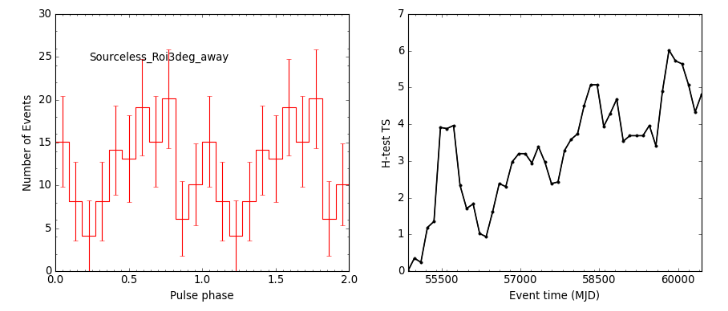 30
25
20
15
10
5
0
Number of Events
Sourceless_Roi3deg_away
0.0 0.5 1.0 1.5 2.0
Pulse phase
7
6
5
4
3
2
1
0
H-test TS
55500 57000 58500 60000
Event time (MJD)